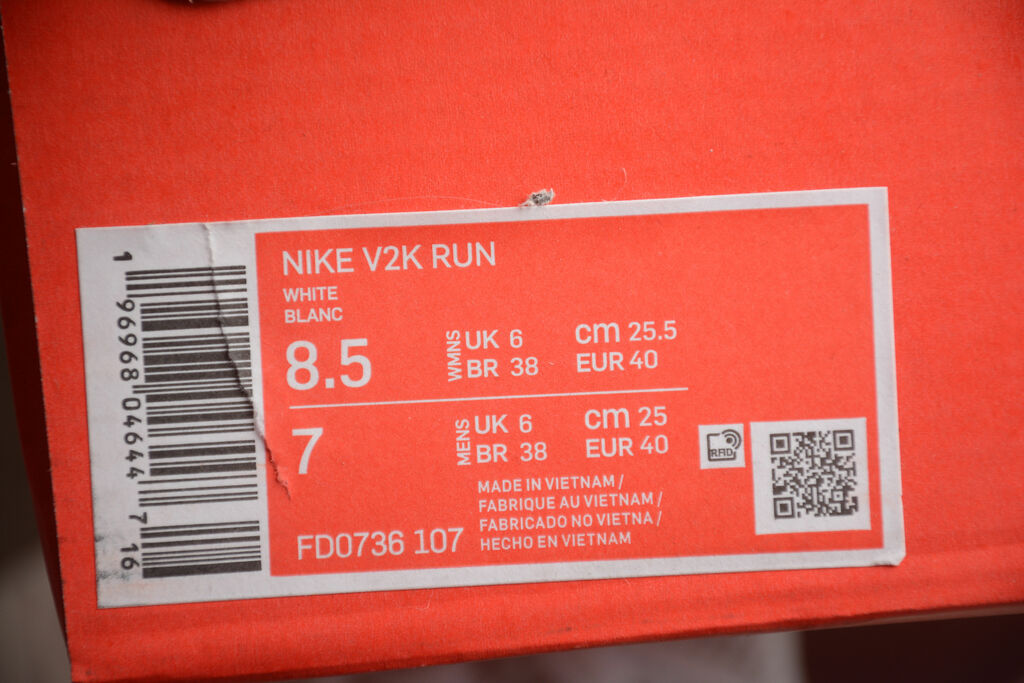 NIKE V2K RUN
WHITE
BLANC
8.5
WMNS
UK 6
BR 38
cm 25.5
EUR 40
7
MENS
UK 6
BR 38
cm 25
EUR 40
MADE IN VIETNAM /
FABRIQUE AU VIETNAM /
FABRICADO NO VIETNA /
HECHO EN VIETNAM
FD0736 107
RFID
1 96968 04644 7 16